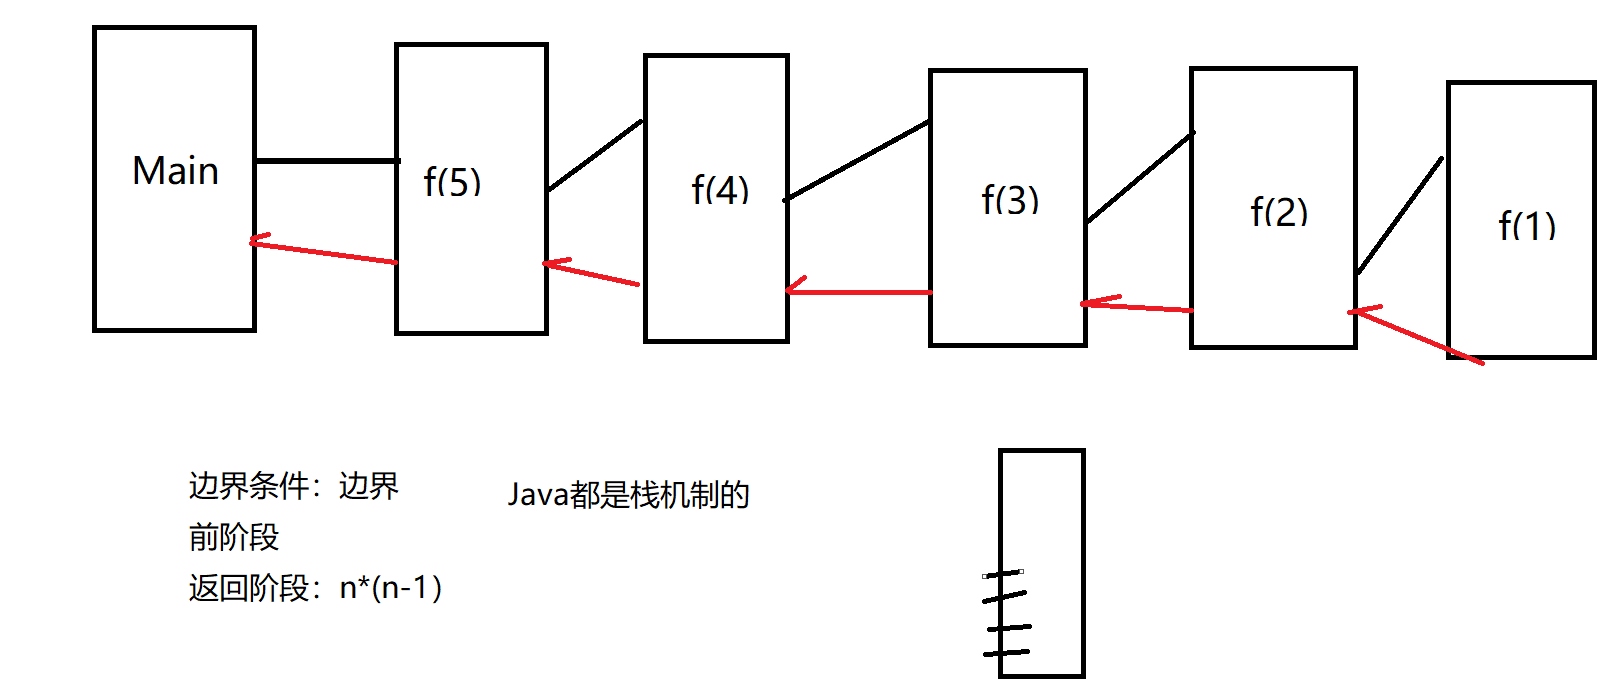 Main
f(5)
f(4)
f(3)
f(2)
f(1)
边界条件：边界
前阶段
返回阶段：n*(n-1)
Java都是栈机制的